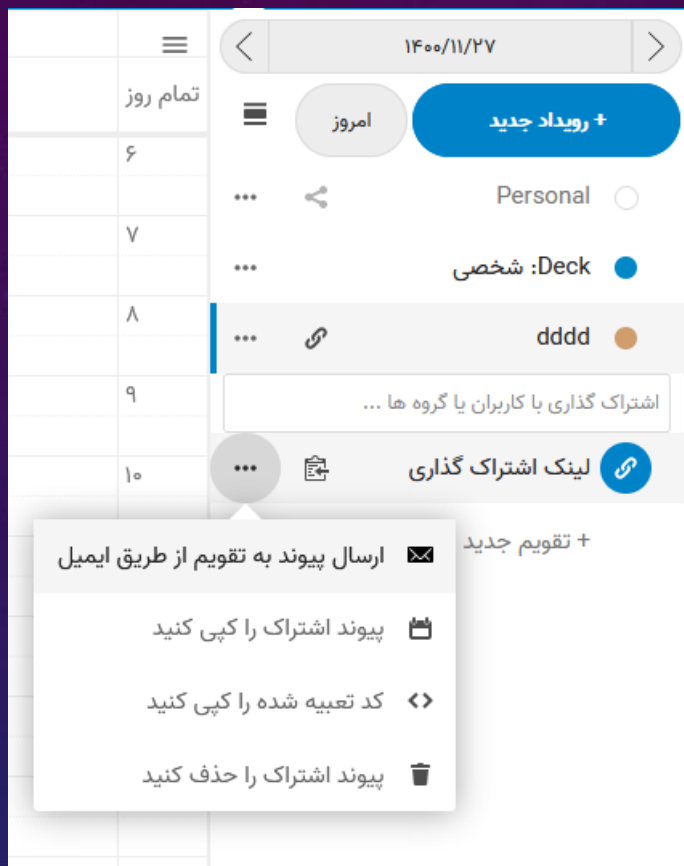 ۱۴۰۰/۱۱/۲۷
+ رویداد جدید
امروز
تمام روز
Personal
Deck: شخصی
dddd
اشتراک گذاری با کاربران یا گروه ها ...
لینک اشتراک گذاری
+ تقویم جدید
ارسال پیوند به تقویم از طریق ایمیل
پیوند اشتراک را کپی کنید
کد تعبیه شده را کپی کنید
پیوند اشتراک را حذف کنید
۶
۷
۸
۹
۱۰